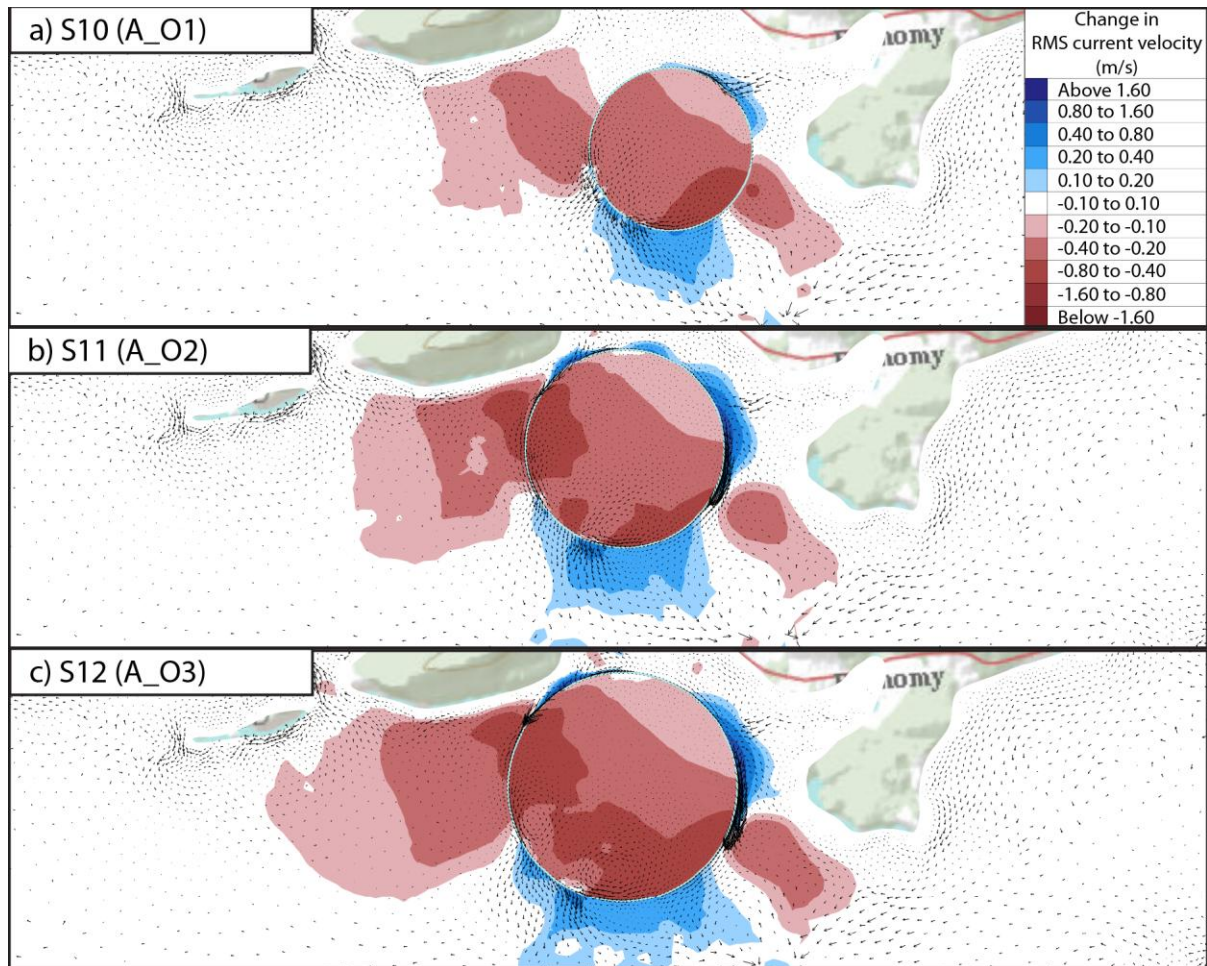 a) S10 (A_O1)
Change in
RMS current velocity
(m/s)
Above 1.60
0.80 to 1.60
0.40 to 0.80
0.20 to 0.40
0.10 to 0.20
-0.10 to 0.10
-0.20 to -0.10
-0.40 to -0.20
-0.80 to -0.40
-1.60 to -0.80
Below -1.60
b) S11 (A_O2)
c) S12 (A_O3)